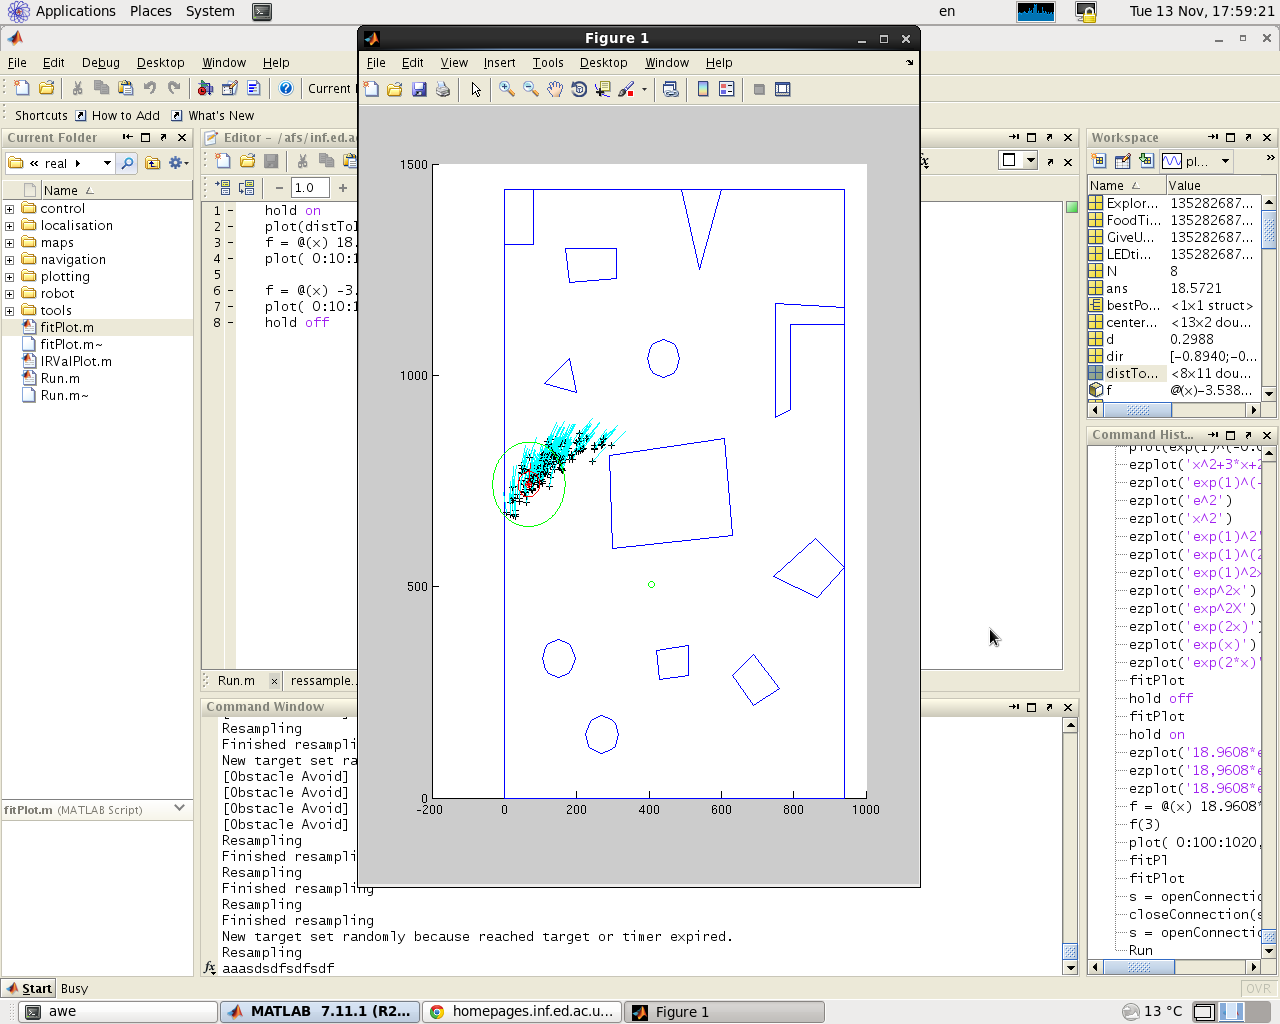 Applications Places System
en
Tue 13 Nov, 17:59:21
Figure 1
File Edit Debug Desktop Window Help
File Edit View Insert Tools Desktop Window Help
Current
Shortcuts How to Add What's New
Current Folder
Editor - /afs/inf.ed.a
Workspace
« real
1.0
pl...
Name
control
localisation
maps
navigation
plotting
robot
tools
fitPlot.m
fitPlot.m~
IRValPlot.m
Run.m
Run.m~
1 - hold on
2 - plot(distTo
3 - f = @(x) 18.
4 - plot( 0:10:1
5
6 - f = @(x) -3.
7 - plot( 0:10:1
8 - hold off
1500
1000
500
0
-200 0 200 400 600 800 1000
Name Value
Explor... 135282687...
FoodTi... 135282687...
GiveU... 135282687...
LEDti... 135282687...
N 8
ans 18.5721
bestPo... <1x1 struct>
center... <13x2 dou...
d 0.2988
dir [-0.8940;-0...
distTo... <8x11 dou...
f @(x)-3.538...
Command Hist...
plot(exp(1)^(-0.0
ezplot('x^2+3*x+2
ezplot('exp(1)^(-
ezplot('e^2')
ezplot('x^2')
ezplot('exp(1)^2'
ezplot('exp(1)^(2
ezplot('exp(1)^2x
ezplot('exp^2x')
ezplot('exp^2X')
ezplot('exp(2x)')
ezplot('exp(x)')
ezplot('exp(2*x)'
fitPlot
hold off
fitPlot
hold on
ezplot('18.9608*e
ezplot('18,9608*e
ezplot('18.9608*e
f = @(x) 18.9608*
f(3)
plot( 0:100:1020,
fitPl
fitPlot
s = openConnectio
closeConnection(s
s = openConnectio
Run
Run.m × ressample.
Command Window
Resampling
Finished resampli
New target set ra
[Obstacle Avoid]
[Obstacle Avoid]
[Obstacle Avoid]
[Obstacle Avoid]
Resampling
Finished resampli
Resampling
Finished resampling
Resampling
Finished resampling
New target set randomly because reached target or timer expired.
Resampling
fx aaasdsdfsdfsdf
fitPlot.m (MATLAB Script)
Start Busy
OVR
awe
MATLAB 7.11.1 (R2...
homepages.inf.ed.ac.u...
Figure 1
13 °C